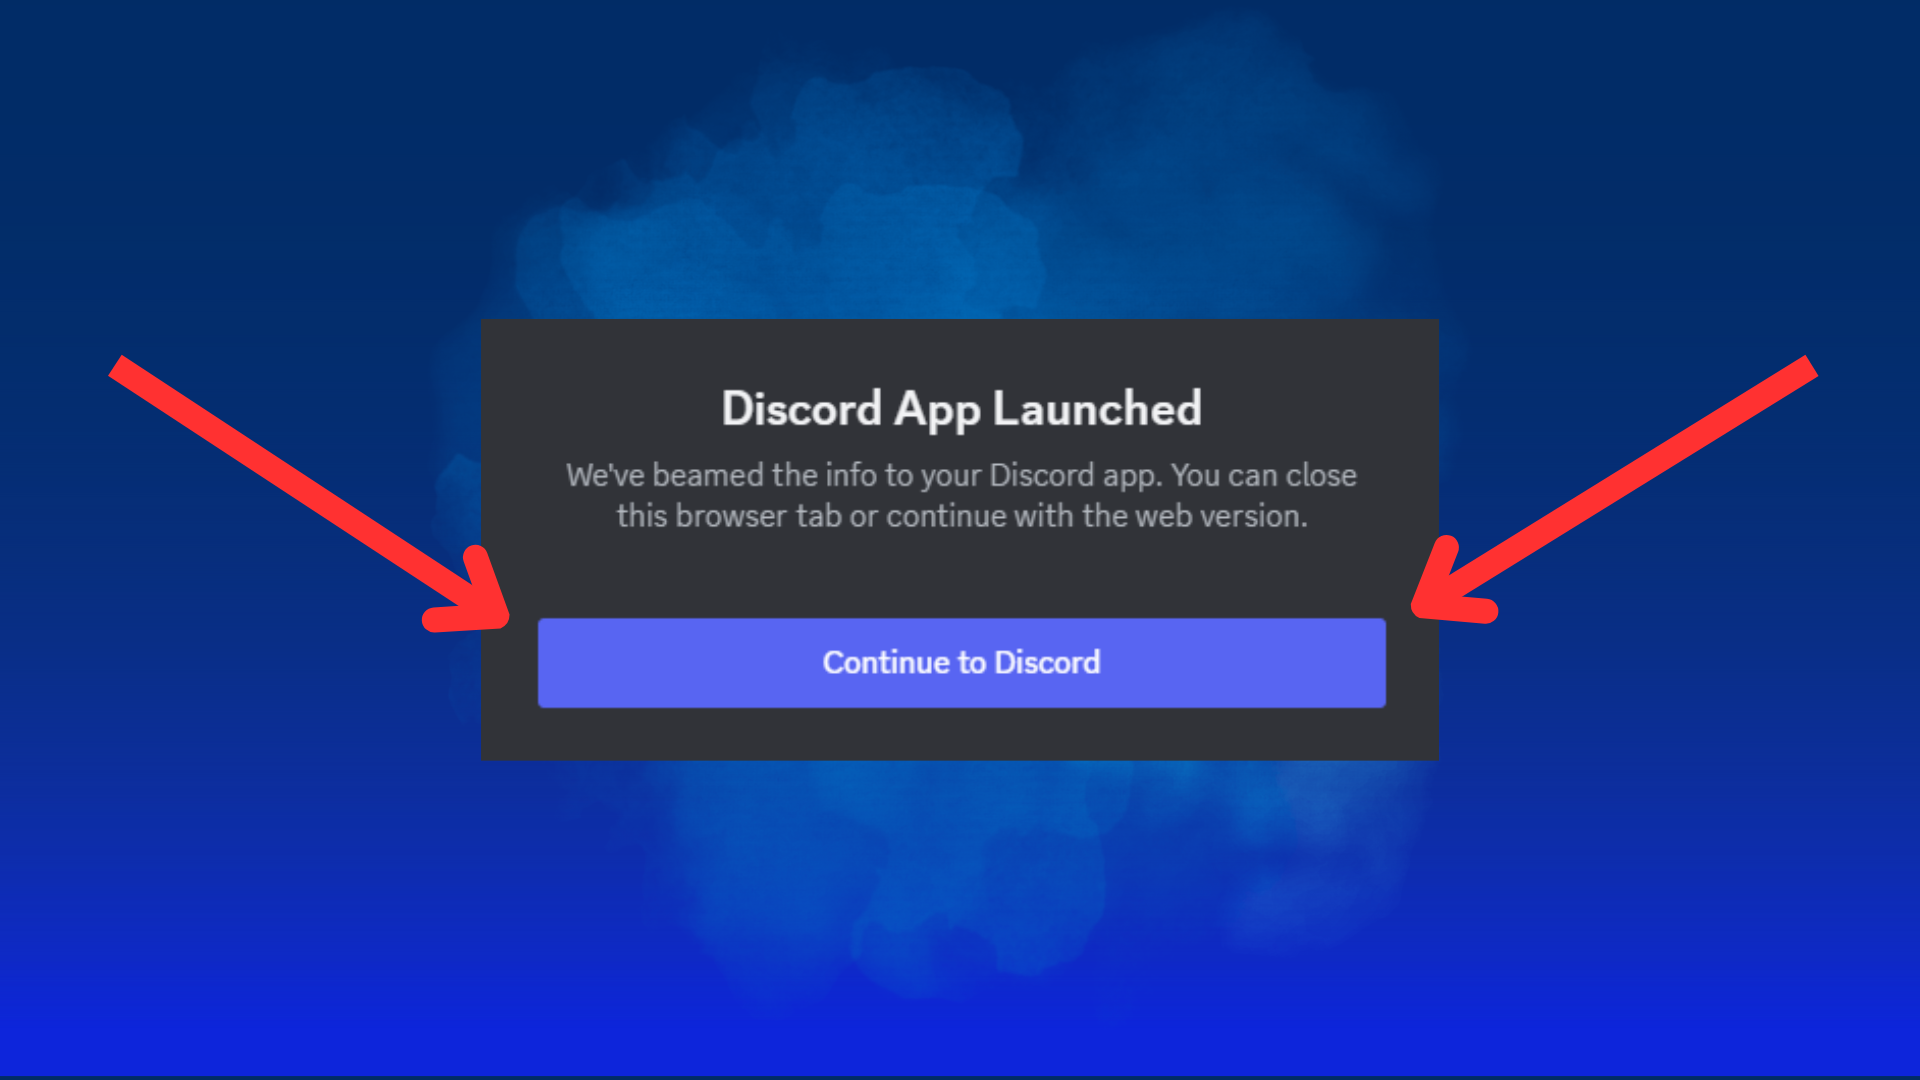 Discord App Launched
We've beamed the info to your Discord app. You can close
this browser tab or continue with the web version.
Continue to Discord